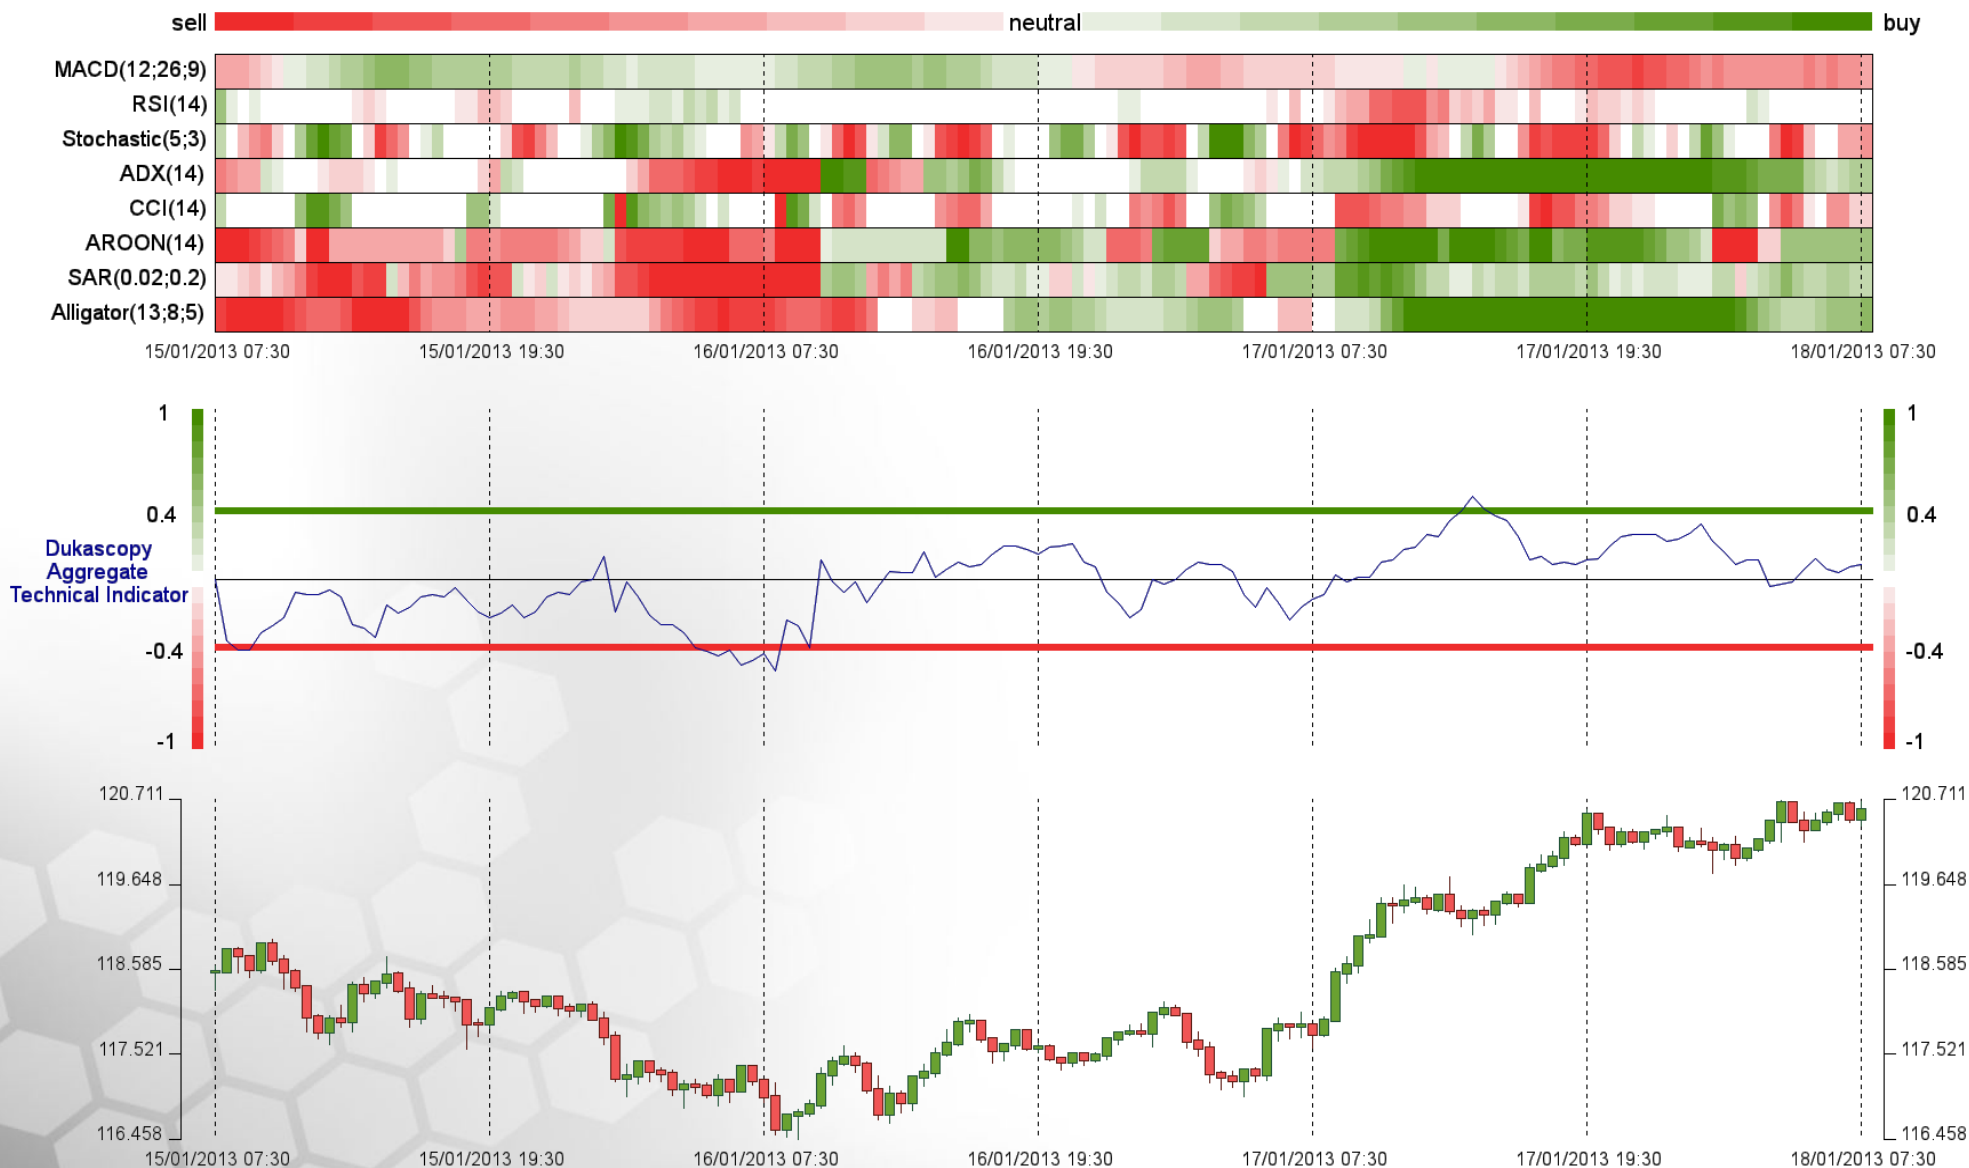 sell neutral buy
MACD(12;26;9)
RSI(14)
Stochastic(5;3)
ADX(14)
CCI(14)
AROON(14)
SAR(0.02;0.2)
Alligator(13;8;5)
15/01/2013 07:30 15/01/2013 19:30 16/01/2013 07:30 16/01/2013 19:30 17/01/2013 07:30 17/01/2013 19:30 18/01/2013 07:30
1 1
0.4 0.4
Dukascopy
Aggregate
Technical Indicator
-0.4 -0.4
-1 -1
120.711 120.711
119.648 119.648
118.585 118.585
117.521 117.521
116.458 116.458
15/01/2013 07:30 15/01/2013 19:30 16/01/2013 07:30 16/01/2013 19:30 17/01/2013 07:30 17/01/2013 19:30 18/01/2013 07:30